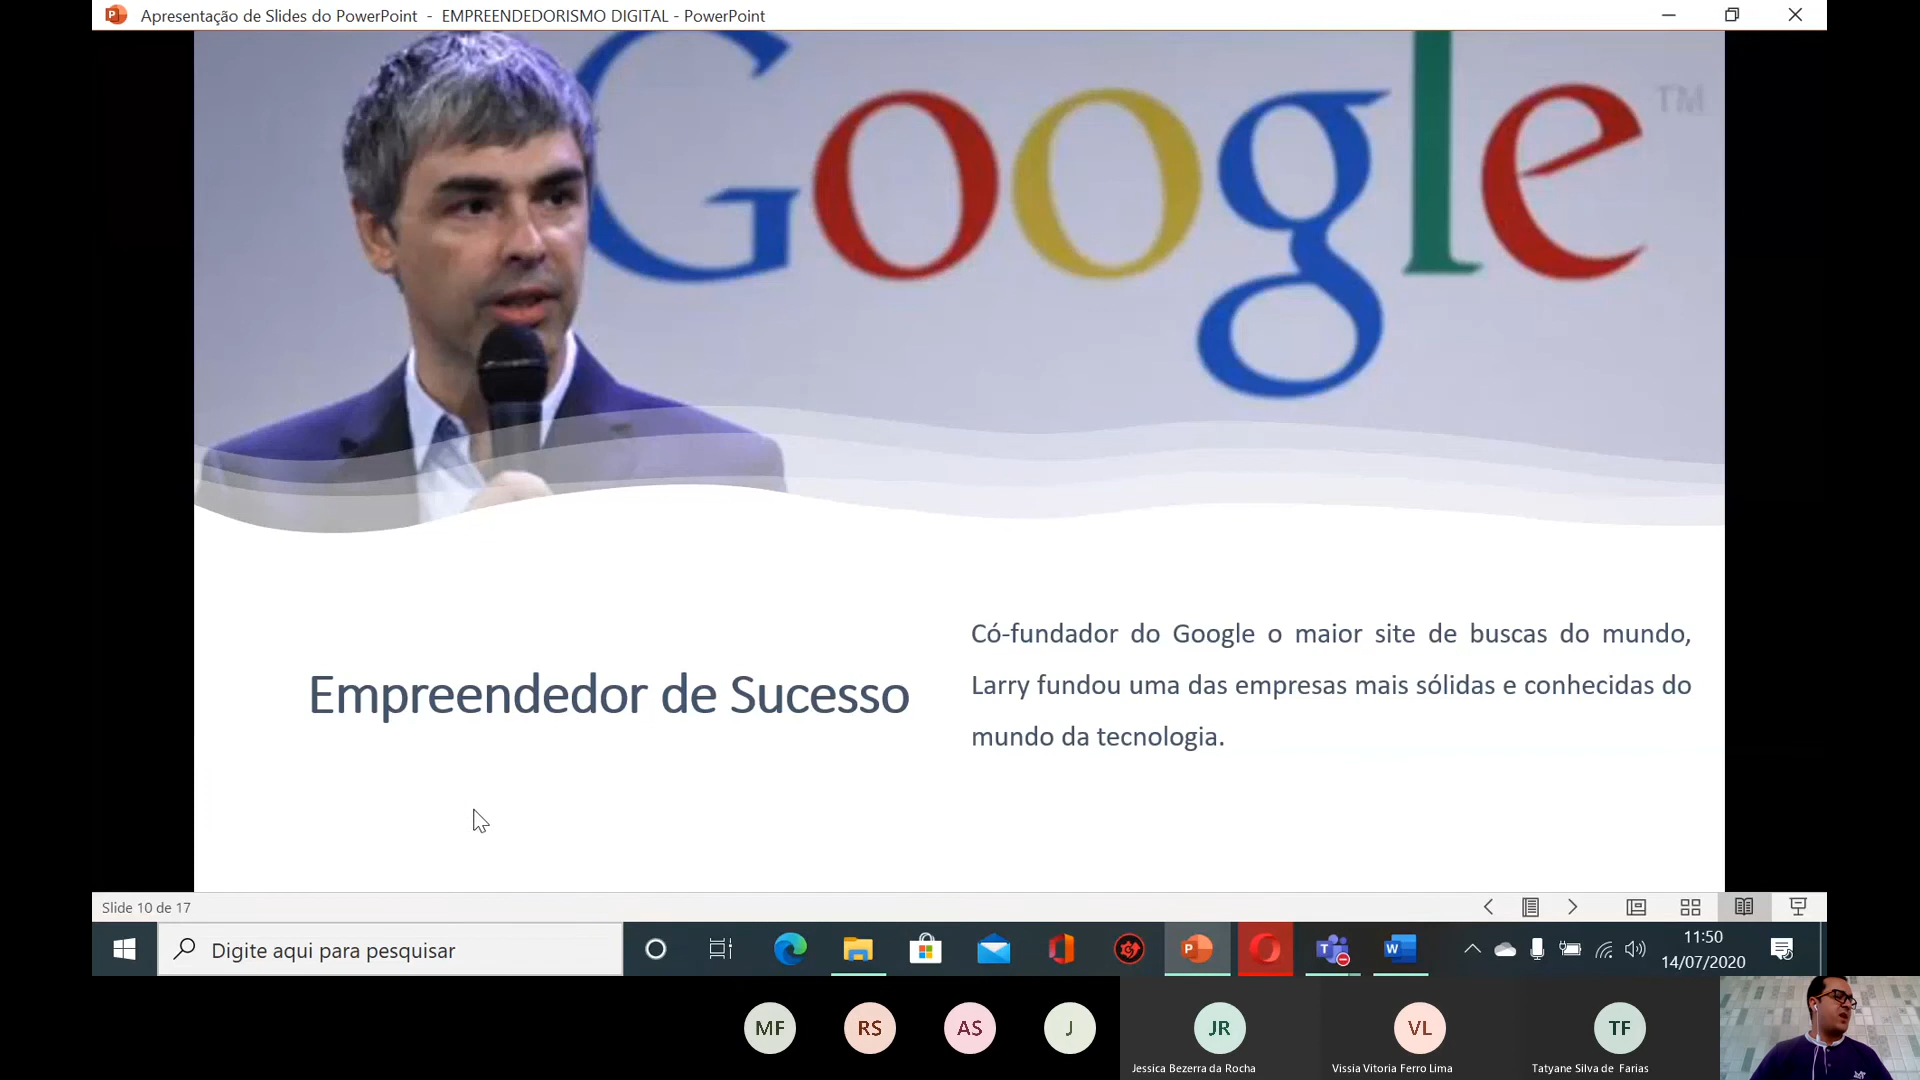 Apresentação de Slides do PowerPoint - EMPREENDEDORISMO DIGITAL - PowerPoint
Google TM
Empreendedor de Sucesso
Có-fundador do Google o maior site de buscas do mundo,
Larry fundou uma das empresas mais sólidas e conhecidas do
mundo da tecnologia.
Slide 10 de 17
Digite aqui para pesquisar
11:50
14/07/2020
MF RS AS J JR VL TF
Jessica Bezerra da Rocha Vissia Vitoria Ferro Lima Tatyane Silva de Farias